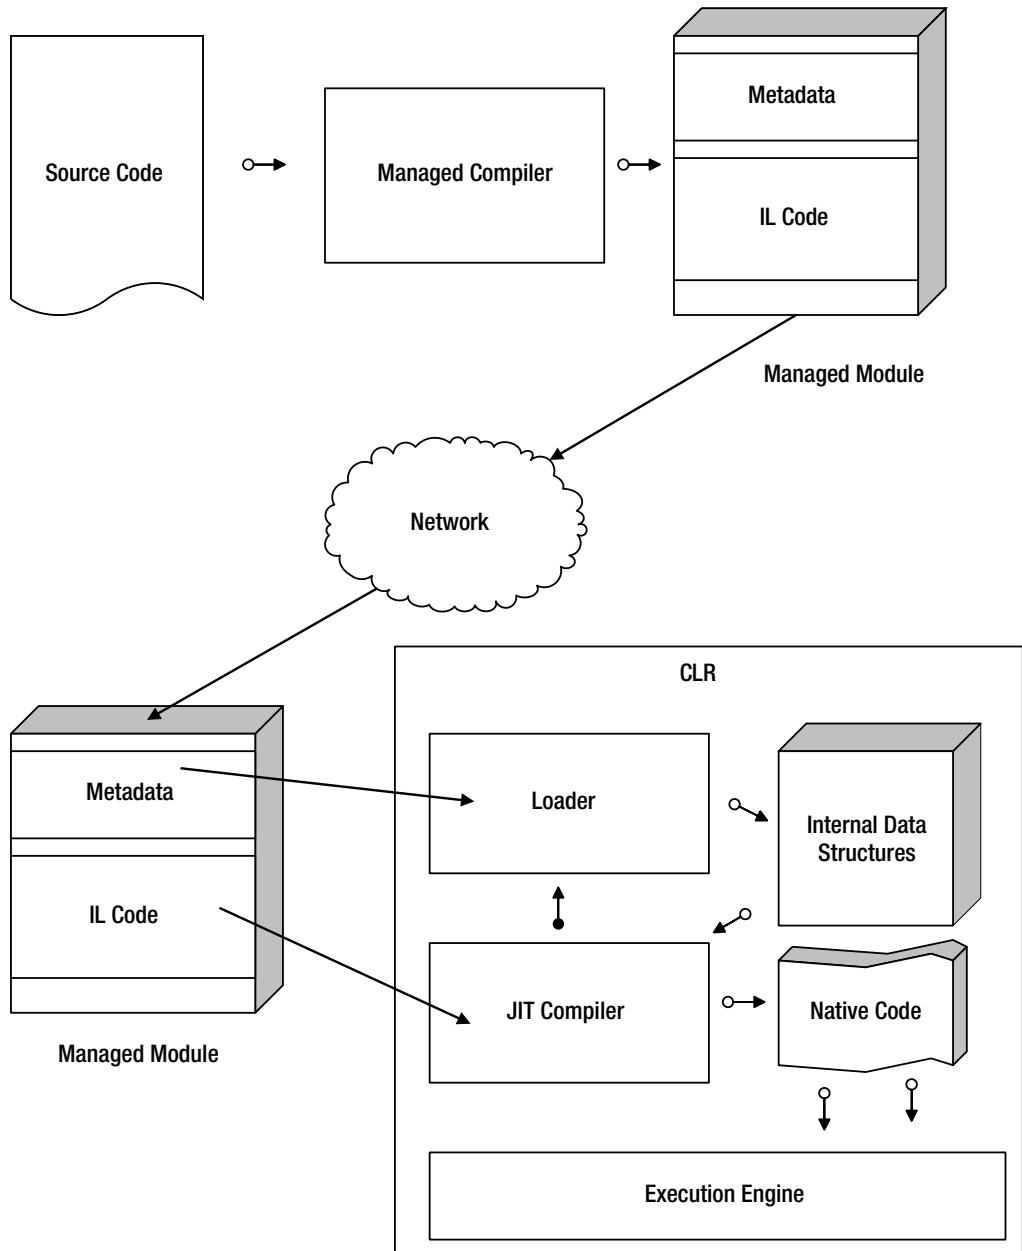 Source Code
Managed Compiler
Metadata
IL Code
Managed Module
Network
CLR
Metadata
IL Code
Managed Module
Loader
Internal Data
Structures
JIT Compiler
Native Code
Execution Engine